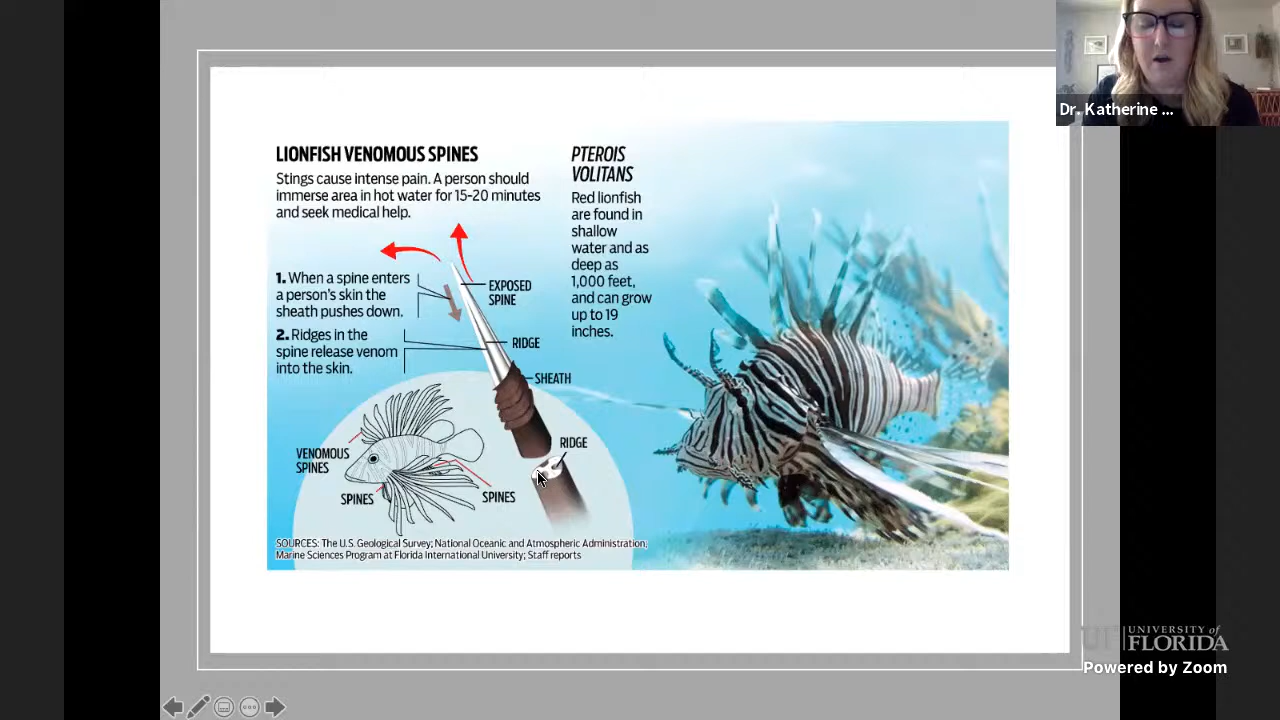 Dr. Katherine ...
LIONFISH VENOMOUS SPINES
Stings cause intense pain. A person should
immerse area in hot water for 15-20 minutes
and seek medical help.
PTEROIS
VOLITANS
Red lionfish
are found in
shallow
water and as
deep as
1,000 feet,
and can grow
up to 19
inches.
1. When a spine enters
a person's skin the
sheath pushes down.
2. Ridges in the
spine release venom
into the skin.
EXPOSED
SPINE
RIDGE
SHEATH
RIDGE
VENOMOUS
SPINES
SPINES
SPINES
SOURCES: The U.S. Geological Survey; National Oceanic and Atmospheric Administration;
Marine Sciences Program at Florida International University; Staff reports
UF UNIVERSITY of
FLORIDA
Powered by Zoom